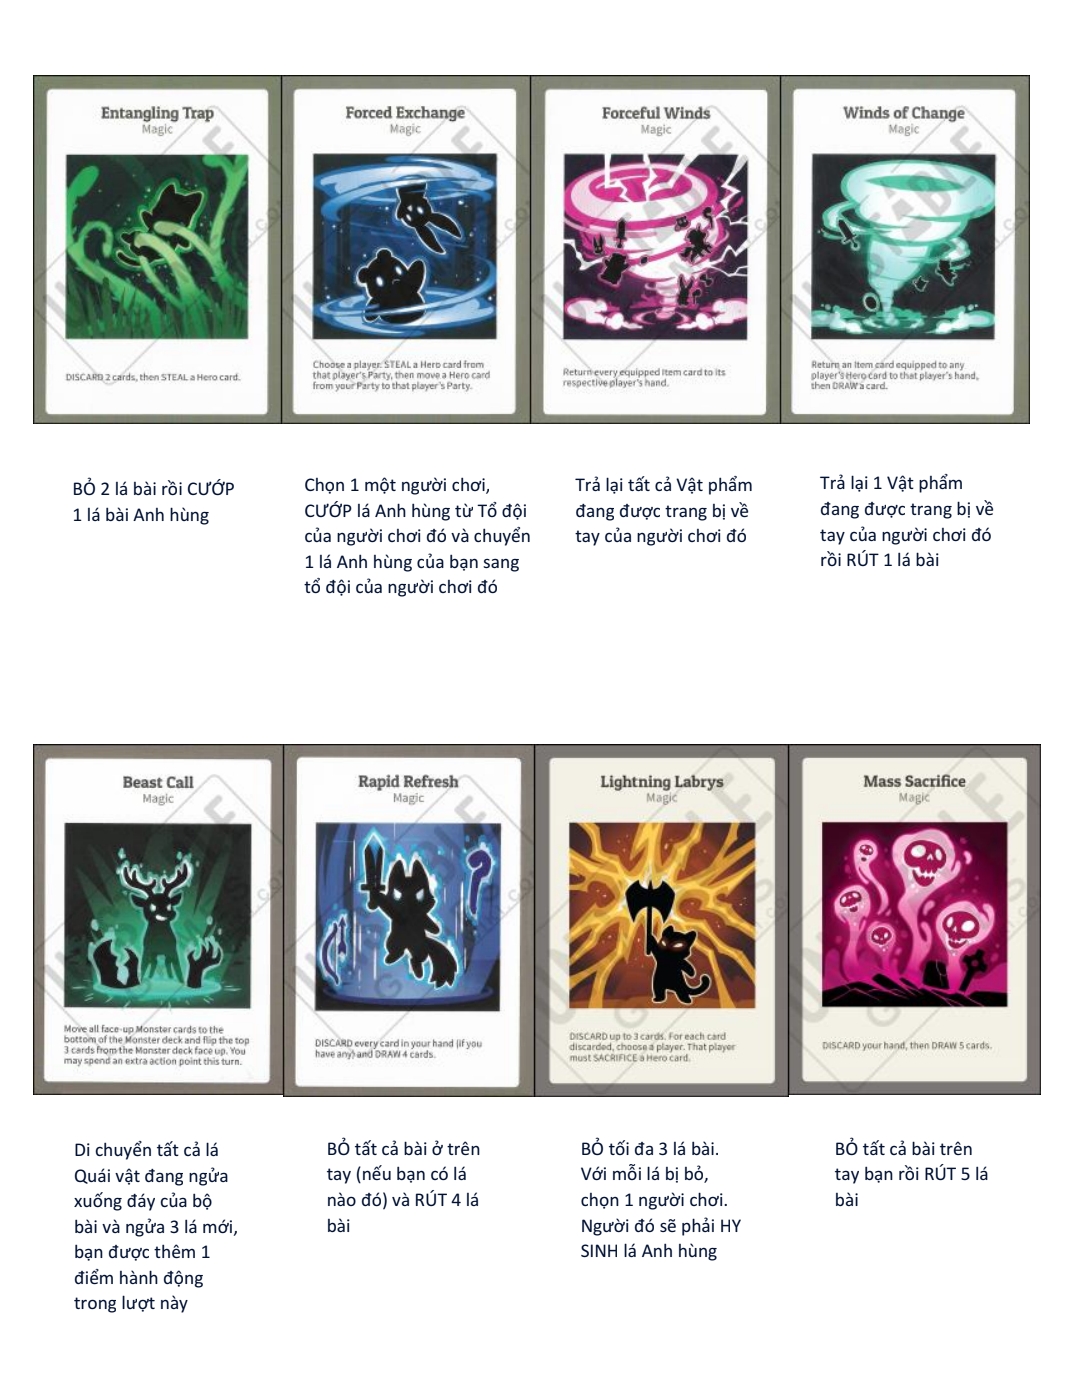 Entangling Trap
Magic
DISCARD 2 cards, then STEAL a Hero card.
Forced Exchange
Magic
Choose a player. STEAL a Hero card from
that player's Party, then move a Hero card
from your Party to that player's Party.
Forceful Winds
Magic
Return every equipped Item card to its
respective player's hand.
Winds of Change
Magic
Return an Item card equipped to any
player's Hero card to that player's hand,
then DRAW a card.
BỎ 2 lá bài rồi CƯỚP
1 lá bài Anh hùng
Chọn 1 một người chơi,
CƯỚP lá Anh hùng từ Tổ đội
của người chơi đó và chuyển
1 lá Anh hùng của bạn sang
tổ đội của người chơi đó
Trả lại tất cả Vật phẩm
đang được trang bị về
tay của người chơi đó
Trả lại 1 Vật phẩm
đang được trang bị về
tay của người chơi đó
rồi RÚT 1 lá bài
Beast Call
Magic
Move all face-up Monster cards to the
bottom of the Monster deck and flip the top
3 cards from the Monster deck face up. You
may spend an extra action point this turn.
Rapid Refresh
Magic
DISCARD every card in your hand (if you
have any) and DRAW 4 cards.
Lightning Labrys
Magic
DISCARD up to 3 cards. For each card
discarded, choose a player. That player
must SACRIFICE a Hero card.
Mass Sacrifice
Magic
DISCARD your hand, then DRAW 5 cards.
Di chuyển tất cả lá
Quái vật đang ngửa
xuống đáy của bộ
bài và ngửa 3 lá mới,
bạn được thêm 1
điểm hành động
trong lượt này
BỎ tất cả bài ở trên
tay (nếu bạn có lá
nào đó) và RÚT 4 lá
bài
BỎ tối đa 3 lá bài.
Với mỗi lá bị bỏ,
chọn 1 người chơi.
Người đó sẽ phải HY
SINH lá Anh hùng
BỎ tất cả bài trên
tay bạn rồi RÚT 5 lá
bài